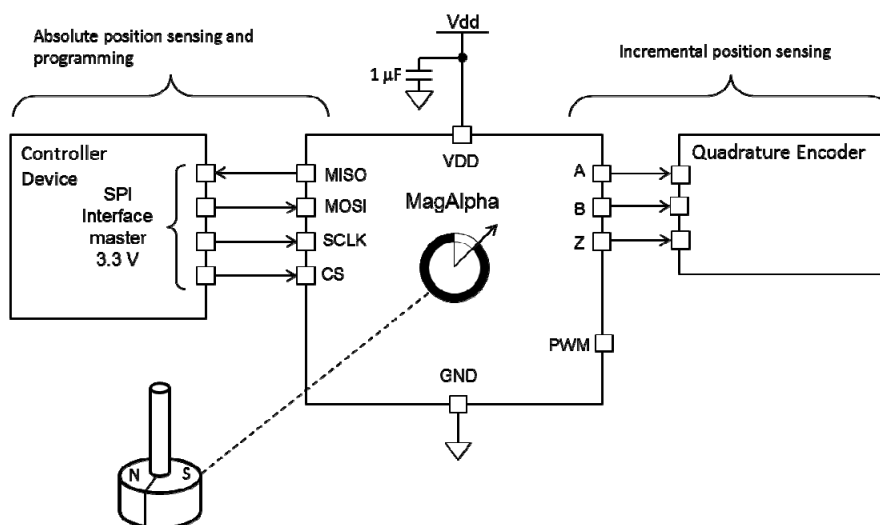 Absolute position sensing and
programming
Vdd
1 μF
Incremental position sensing
Controller
Device
SPI
Interface
master
3.3 V
MISO
MOSI
SCLK
CS
VDD
MagAlpha
GND
A
B
Z
PWM
Quadrature Encoder
N S